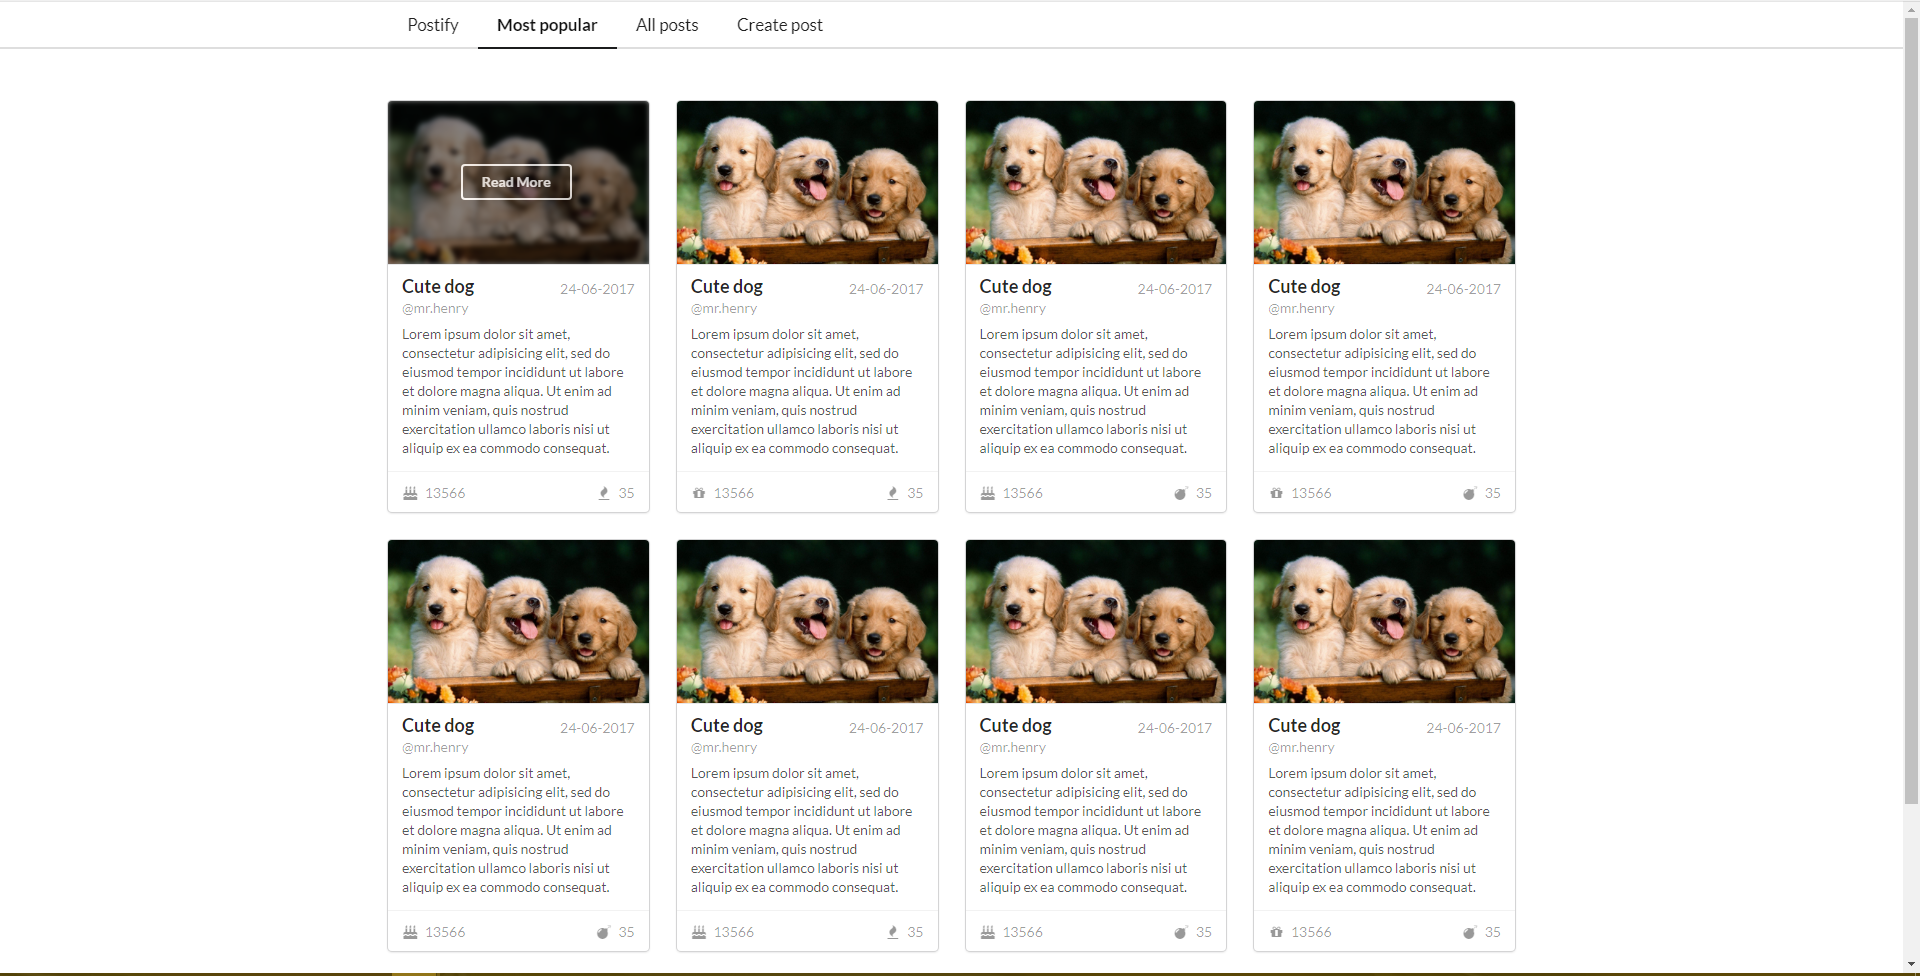 Postify Most popular All posts Create post
Read More
Cute dog 24-06-2017
@mr.henry
Lorem ipsum dolor sit amet,
consectetur adipisicing elit, sed do
eiusmod tempor incididunt ut labore
et dolore magna aliqua. Ut enim ad
minim veniam, quis nostrud
exercitation ullamco laboris nisi ut
aliquip ex ea commodo consequat.
13566 35
Cute dog 24-06-2017
@mr.henry
Lorem ipsum dolor sit amet,
consectetur adipisicing elit, sed do
eiusmod tempor incididunt ut labore
et dolore magna aliqua. Ut enim ad
minim veniam, quis nostrud
exercitation ullamco laboris nisi ut
aliquip ex ea commodo consequat.
13566 35
Cute dog 24-06-2017
@mr.henry
Lorem ipsum dolor sit amet,
consectetur adipisicing elit, sed do
eiusmod tempor incididunt ut labore
et dolore magna aliqua. Ut enim ad
minim veniam, quis nostrud
exercitation ullamco laboris nisi ut
aliquip ex ea commodo consequat.
13566 35
Cute dog 24-06-2017
@mr.henry
Lorem ipsum dolor sit amet,
consectetur adipisicing elit, sed do
eiusmod tempor incididunt ut labore
et dolore magna aliqua. Ut enim ad
minim veniam, quis nostrud
exercitation ullamco laboris nisi ut
aliquip ex ea commodo consequat.
13566 35
Cute dog 24-06-2017
@mr.henry
Lorem ipsum dolor sit amet,
consectetur adipisicing elit, sed do
eiusmod tempor incididunt ut labore
et dolore magna aliqua. Ut enim ad
minim veniam, quis nostrud
exercitation ullamco laboris nisi ut
aliquip ex ea commodo consequat.
13566 35
Cute dog 24-06-2017
@mr.henry
Lorem ipsum dolor sit amet,
consectetur adipisicing elit, sed do
eiusmod tempor incididunt ut labore
et dolore magna aliqua. Ut enim ad
minim veniam, quis nostrud
exercitation ullamco laboris nisi ut
aliquip ex ea commodo consequat.
13566 35
Cute dog 24-06-2017
@mr.henry
Lorem ipsum dolor sit amet,
consectetur adipisicing elit, sed do
eiusmod tempor incididunt ut labore
et dolore magna aliqua. Ut enim ad
minim veniam, quis nostrud
exercitation ullamco laboris nisi ut
aliquip ex ea commodo consequat.
13566 35
Cute dog 24-06-2017
@mr.henry
Lorem ipsum dolor sit amet,
consectetur adipisicing elit, sed do
eiusmod tempor incididunt ut labore
et dolore magna aliqua. Ut enim ad
minim veniam, quis nostrud
exercitation ullamco laboris nisi ut
aliquip ex ea commodo consequat.
13566 35